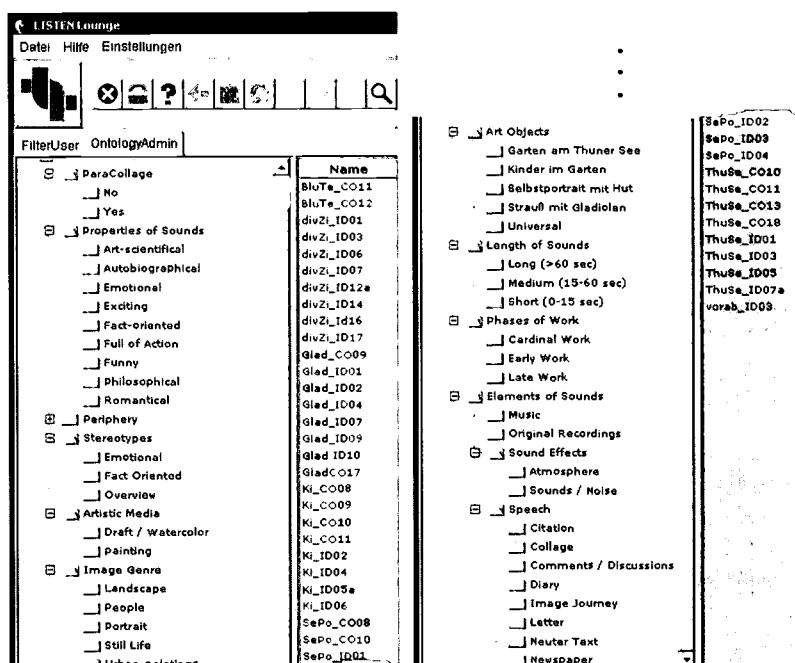 LISTEN Lounge
Datei Hilfe Einstellungen
FilterUser OntologyAdmin
ParaCollage
No
Yes
Properties of Sounds
Art-scientifical
Autobiographical
Emotional
Exciting
Fact-oriented
Full of Action
Funny
Philosophical
Romantical
Periphery
Stereotypes
Emotional
Fact Oriented
Overview
Artistic Media
Draft / Watercolor
Painting
Image Genre
Landscape
People
Portrait
Still Life
Name
BluTe_CO11
BluTe_CO12
divZi_ID01
divZi_ID03
divZi_ID06
divZi_ID07
divZi_ID12a
divZi_ID14
divZi_Id16
divZi_ID17
Glad_CO09
Glad_ID01
Glad_ID02
Glad_ID04
Glad_ID07
Glad_ID09
Glad ID10
GladCO17
Ki_CO08
Ki_CO09
Ki_CO10
Ki_CO11
Ki_ID02
Ki_ID04
Ki_ID05a
Ki_ID06
SePo_CO08
SePo_CO10
SePo_ID01
Art Objects
Garten am Thuner See
Kinder im Garten
Selbstportrait mit Hut
Strauß mit Gladiolen
Universal
Length of Sounds
Long (>60 sec)
Medium (15-60 sec)
Short (0-15 sec)
Phases of Work
Cardinal Work
Early Work
Late Work
Elements of Sounds
Music
Original Recordings
Sound Effects
Atmosphere
Sounds / Noise
Speech
Citation
Collage
Comments / Discussions
Diary
Image Journey
Letter
Neuter Text
Newspaper
SePo_ID02
SePo_ID03
SePo_ID04
ThuSe_CO10
ThuSe_CO11
ThuSe_CO13
ThuSe_CO18
ThuSe_ID01
ThuSe_ID03
ThuSe_ID05
ThuSe_ID07a
vorab_ID03